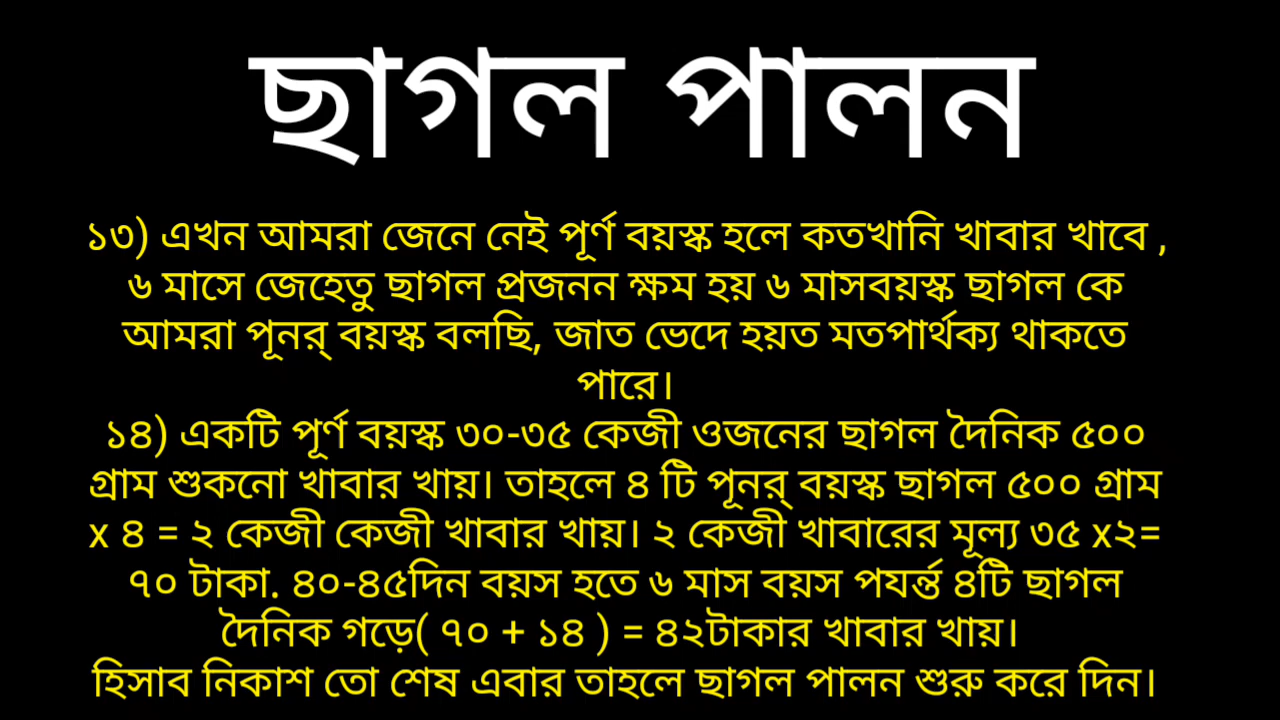 ছাগল পালন
১৩) এখন আমরা জেনে নেই পূর্ণ বয়স্ক হলে কতখানি খাবার খাবে ,
৬ মাসে জেহেতু ছাগল প্রজনন ক্ষম হয় ৬ মাসবয়স্ক ছাগল কে
আমরা পূনর্ বয়স্ক বলছি, জাত ভেদে হয়ত মতপার্থক্য থাকতে
পারে।
১৪) একটি পূর্ণ বয়স্ক ৩০-৩৫ কেজী ওজনের ছাগল দৈনিক ৫০০
গ্রাম শুকনো খাবার খায়। তাহলে ৪ টি পূনর্ বয়স্ক ছাগল ৫০০ গ্রাম
x ৪ = ২ কেজী কেজী খাবার খায়। ২ কেজী খাবারের মূল্য ৩৫ x২=
৭০ টাকা. ৪০-৪৫দিন বয়স হতে ৬ মাস বয়স পযর্ন্ত ৪টি ছাগল
দৈনিক গড়ে( ৭০ + ১৪ ) = ৪২টাকার খাবার খায়।
হিসাব নিকাশ তো শেষ এবার তাহলে ছাগল পালন শুরু করে দিন।